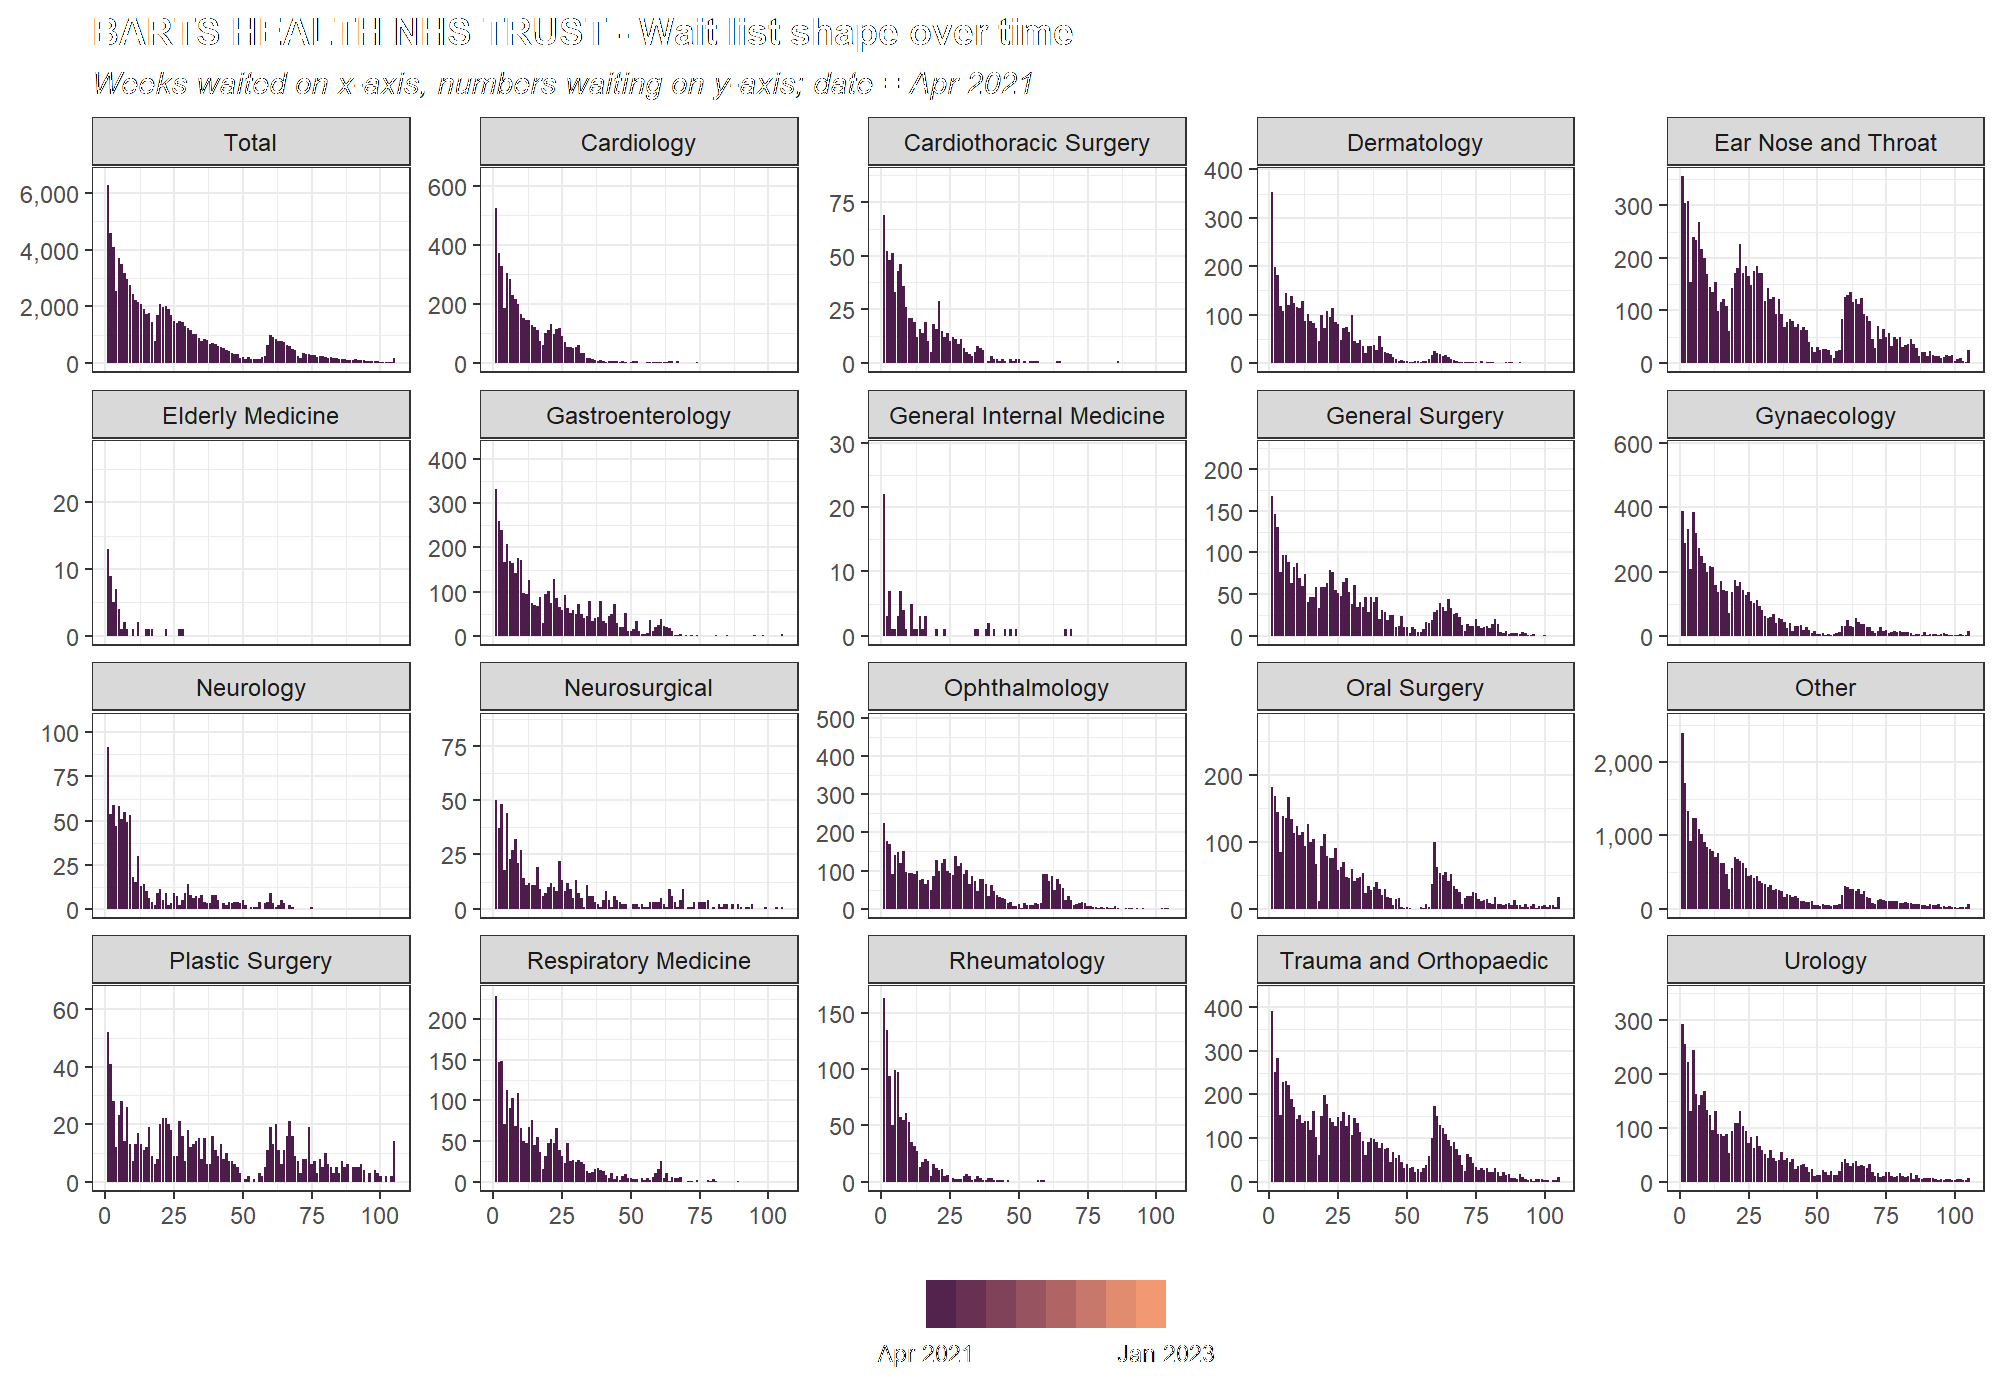 BARTS HEALTH NHS TRUST - Wait list shape over time
Weeks waited on x-axis, numbers waiting on y-axis; date = Apr 2021
Total Cardiology Cardiothoracic Surgery Dermatology Ear Nose and Throat
6,000 4,000 2,000 0
600 400 200 0
75 50 25 0
400 300 200 100 0
300 200 100 0
Elderly Medicine Gastroenterology General Internal Medicine General Surgery Gynaecology
20 10 0
400 300 200 100 0
30 20 10 0
200 150 100 50 0
600 400 200 0
Neurology Neurosurgical Ophthalmology Oral Surgery Other
100 75 50 25 0
75 50 25 0
500 400 300 200 100 0
200 100 0
2,000 1,000 0
Plastic Surgery Respiratory Medicine Rheumatology Trauma and Orthopaedic Urology
60 40 20 0
200 150 100 50 0
150 100 50 0
400 300 200 100 0
300 200 100 0
0 25 50 75 100 0 25 50 75 100 0 25 50 75 100 0 25 50 75 100 0 25 50 75 100
Apr 2021 Jan 2023